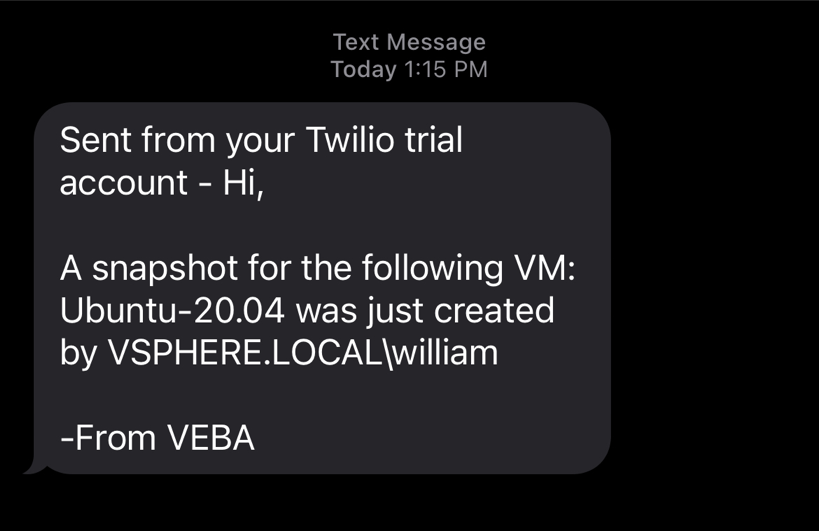 Text Message
Today 1:15 PM
Sent from your Twilio trial
account - Hi,
A snapshot for the following VM:
Ubuntu-20.04 was just created
by VSPHERE.LOCAL\william
-From VEBA